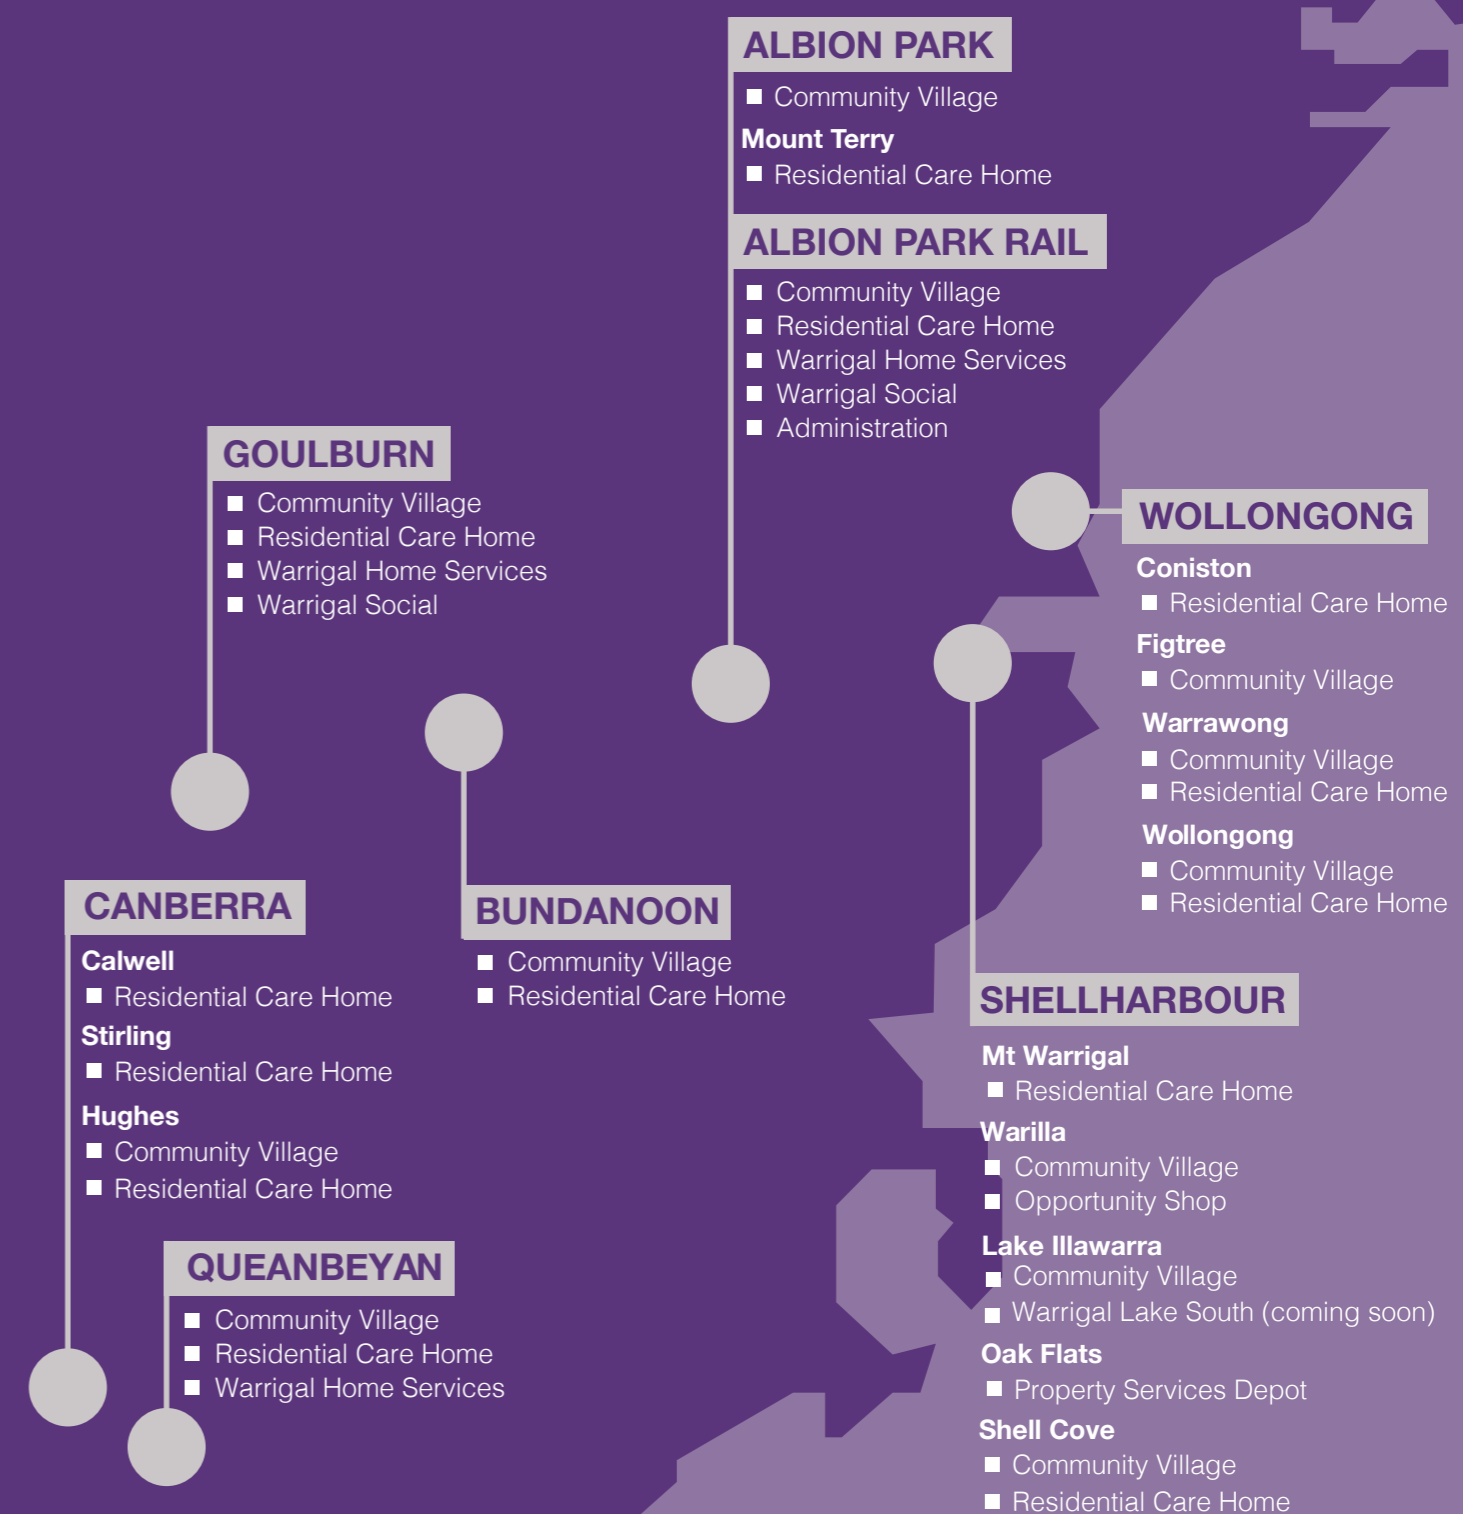 ALBION PARK
Community Village
Mount Terry
Residential Care Home
ALBION PARK RAIL
Community Village
Residential Care Home
Warrigal Home Services
Warrigal Social
Administration
GOULBURN
Community Village
Residential Care Home
Warrigal Home Services
Warrigal Social
WOLLONGONG
Coniston
Residential Care Home
Figtree
Community Village
Warrawong
Community Village
Residential Care Home
Wollongong
Community Village
Residential Care Home
CANBERRA
Calwell
Residential Care Home
Stirling
Residential Care Home
Hughes
Community Village
Residential Care Home
BUNDANOON
Community Village
Residential Care Home
QUEANBEYAN
Community Village
Residential Care Home
Warrigal Home Services
SHELLHARBOUR
Mt Warrigal
Residential Care Home
Warilla
Community Village
Opportunity Shop
Lake Illawarra
Community Village
Warrigal Lake South (coming soon)
Oak Flats
Property Services Depot
Shell Cove
Community Village
Residential Care Home